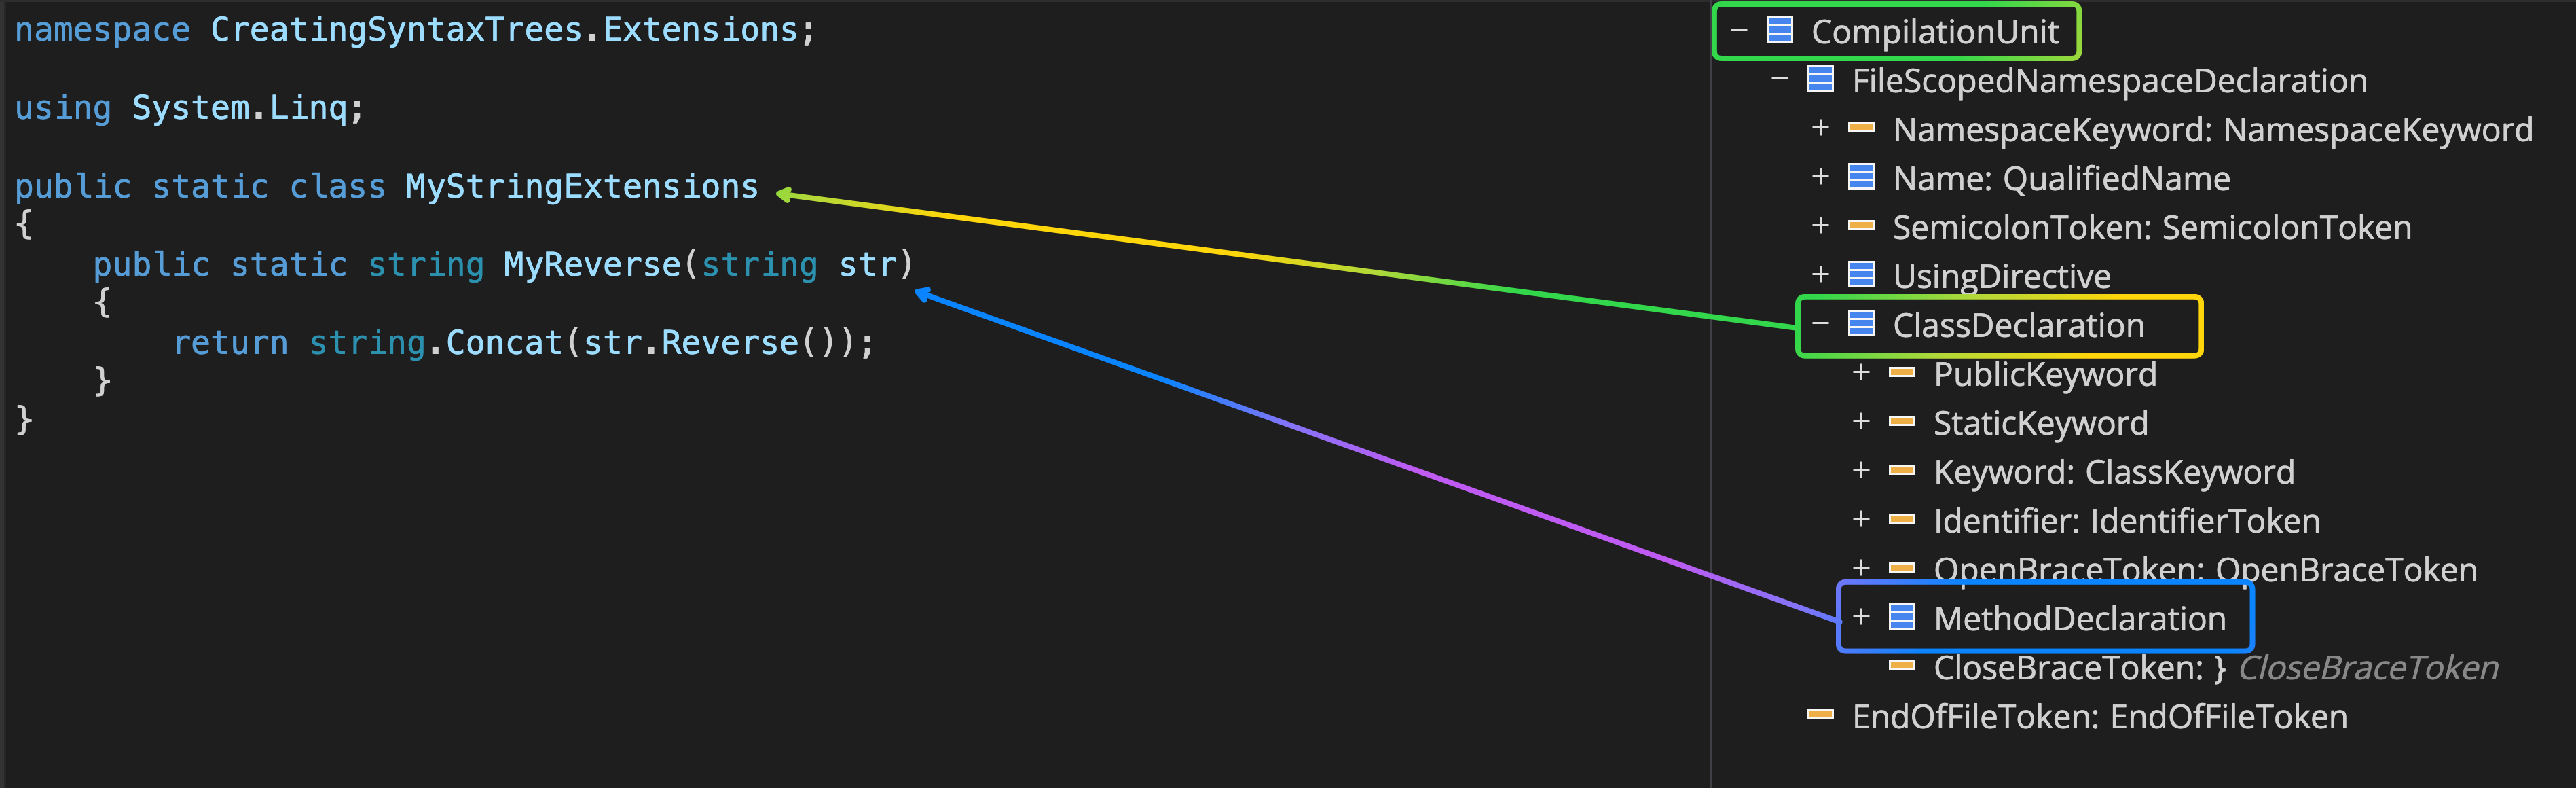 namespace CreatingSyntaxTrees.Extensions;
using System.Linq;
public static class MyStringExtensions
{
    public static string MyReverse(string str)
    {
        return string.Concat(str.Reverse());
    }
}
− CompilationUnit
− FileScopedNamespaceDeclaration
+ NamespaceKeyword: NamespaceKeyword
+ Name: QualifiedName
+ SemicolonToken: SemicolonToken
+ UsingDirective
− ClassDeclaration
+ PublicKeyword
+ StaticKeyword
+ Keyword: ClassKeyword
+ Identifier: IdentifierToken
+ OpenBraceToken: OpenBraceToken
+ MethodDeclaration
CloseBraceToken: } CloseBraceToken
EndOfFileToken: EndOfFileToken